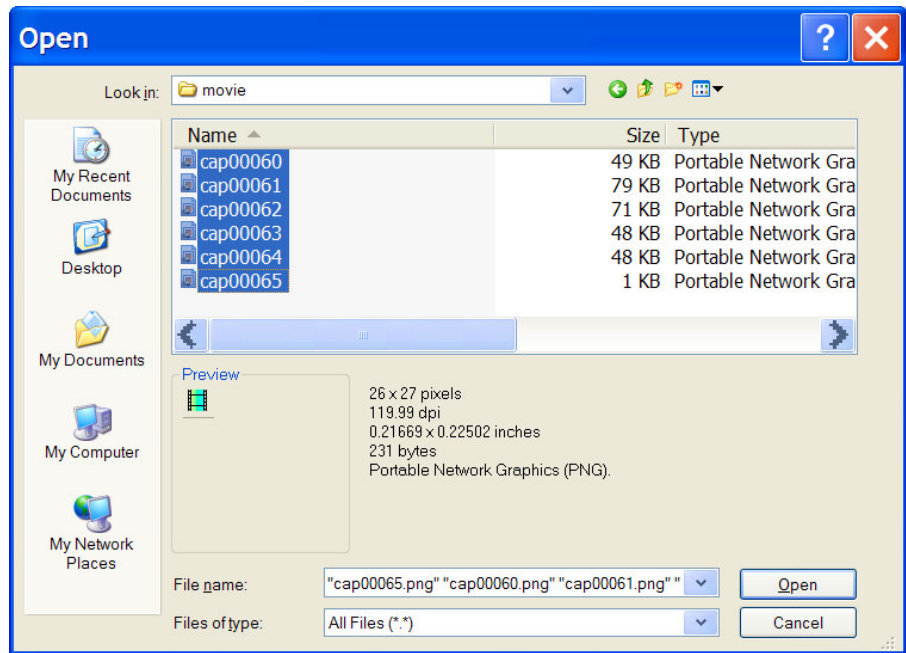 Open
Look in:
movie
My Recent
Documents
Desktop
My Documents
My Computer
My Network
Places
Name Size Type
cap00060 49 KB Portable Network Gra
cap00061 79 KB Portable Network Gra
cap00062 71 KB Portable Network Gra
cap00063 48 KB Portable Network Gra
cap00064 48 KB Portable Network Gra
cap00065 1 KB Portable Network Gra
Preview
26 x 27 pixels
119.99 dpi
0.21669 x 0.22502 inches
231 bytes
Portable Network Graphics (PNG).
File name: "cap00065.png" "cap00060.png" "cap00061.png" " Open
Files of type: All Files (*.*) Cancel